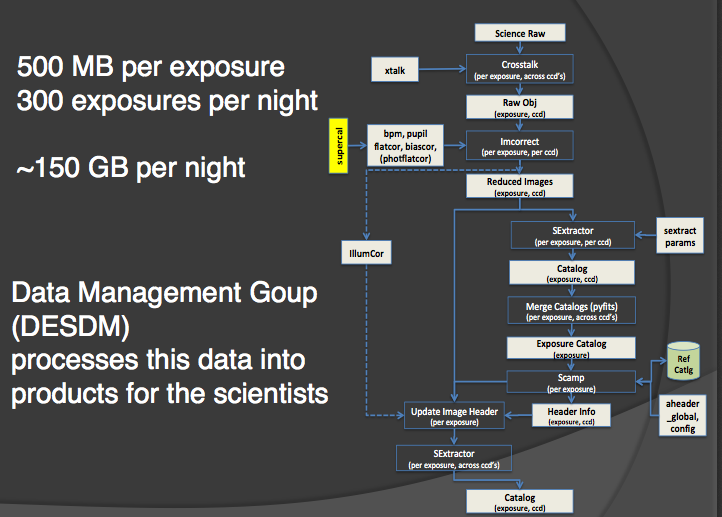 500 MB per exposure
300 exposures per night
~150 GB per night
Data Management Goup
(DESDM)
processes this data into
products for the scientists
Science Raw
xtalk
Crosstalk
(per exposure, across ccd's)
Raw Obj
(exposure, ccd)
supercal
bpm, pupil
flatcor, biascor,
(photflatcor)
Imcorrect
(per exposure, per ccd)
Reduced Images
(exposure, ccd)
IllumCor
SExtractor
(per exposure, per ccd)
sextract
params
Catalog
(exposure, ccd)
Merge Catalogs (pyfits)
(per exposure, across ccd's)
Exposure Catalog
(exposure)
Ref
Catlg
Scamp
(per exposure)
Update Image Header
(per exposure)
Header Info
(exposure, ccd)
aheader
_global,
config
SExtractor
(per exposure, across ccd's)
Catalog
(exposure, ccd)